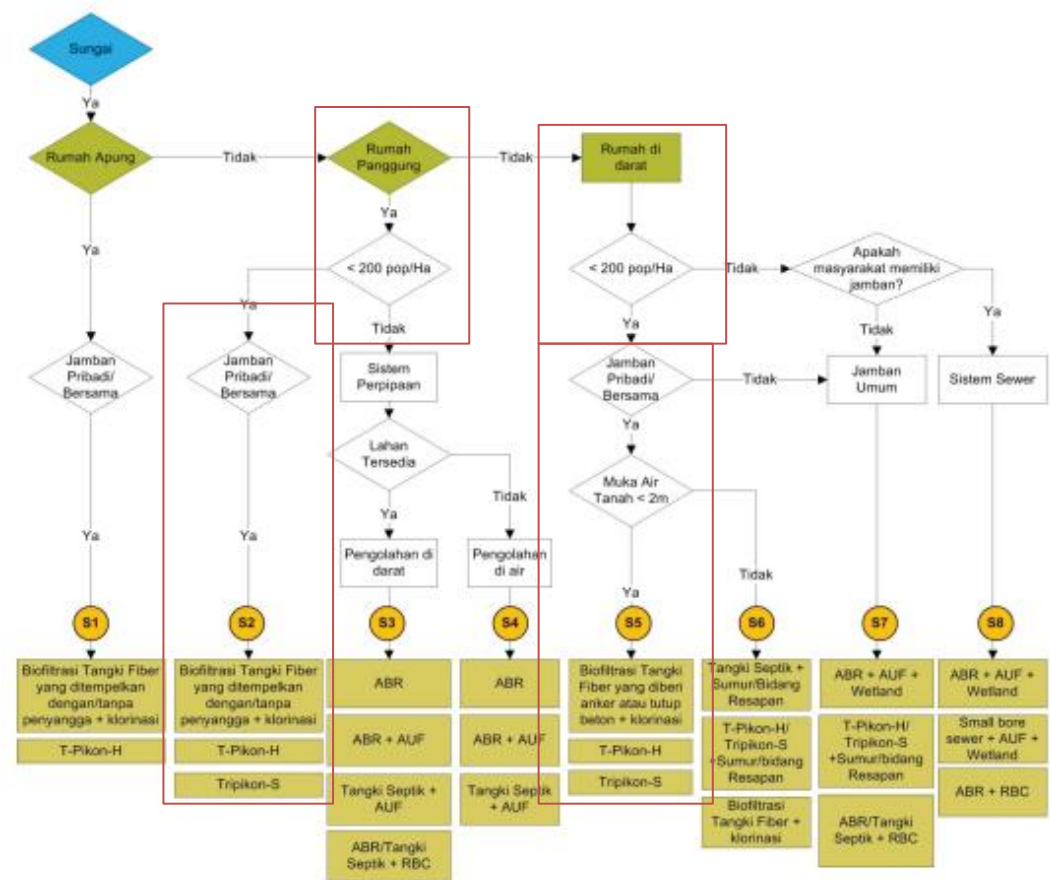 Sungai
Ya
Rumah Apung
Tidak
Rumah
Panggung
Tidak
Rumah di
darat
Ya
Ya
< 200 pop/Ha
< 200 pop/Ha
Tidak
Apakah
masyarakat memiliki
jamban?
Ya
Tidak
Ya
Tidak
Ya
Jamban
Pribadi/
Bersama
Jamban
Pribadi/
Bersama
Sistem
Perpipaan
Jamban
Pribadi/
Bersama
Tidak
Jamban
Umum
Sistem Sewer
Ya
Lahan
Tersedia
Muka Air
Tanah < 2m
Tidak
Ya
Ya
Ya
Pengolahan di
darat
Pengolahan
di air
Tidak
Ya
S1
S2
S3
S4
S5
S6
S7
S8
Biofiltrasi Tangki Fiber
yang ditempelkan
dengan/tanpa
penyangga + klorinasi
T-Pikon-H
Biofiltrasi Tangki Fiber
yang ditempelkan
dengan/tanpa
penyangga + klorinasi
T-Pikon-H
Tripikon-S
ABR
ABR + AUF
Tangki Septik +
AUF
ABR/Tangki
Septik + RBC
ABR
ABR + AUF
Tangki Septik
+ AUF
Biofiltrasi Tangki
Fiber yang diberi
anker atau tutup
beton + klorinasi
T-Pikon-H
Tripikon-S
Tangki Septik +
Sumur/Bidang
Resapan
T-Pikon-H/
Tripikon-S
+Sumur/bidang
Resapan
Biofiltrasi
Tangki Fiber +
klorinasi
ABR + AUF +
Wetland
T-Pikon-H/
Tripikon-S
+Sumur/bidang
Resapan
ABR/Tangki
Septik + RBC
ABR + AUF +
Wetland
Small bore
sewer + AUF +
Wetland
ABR + RBC